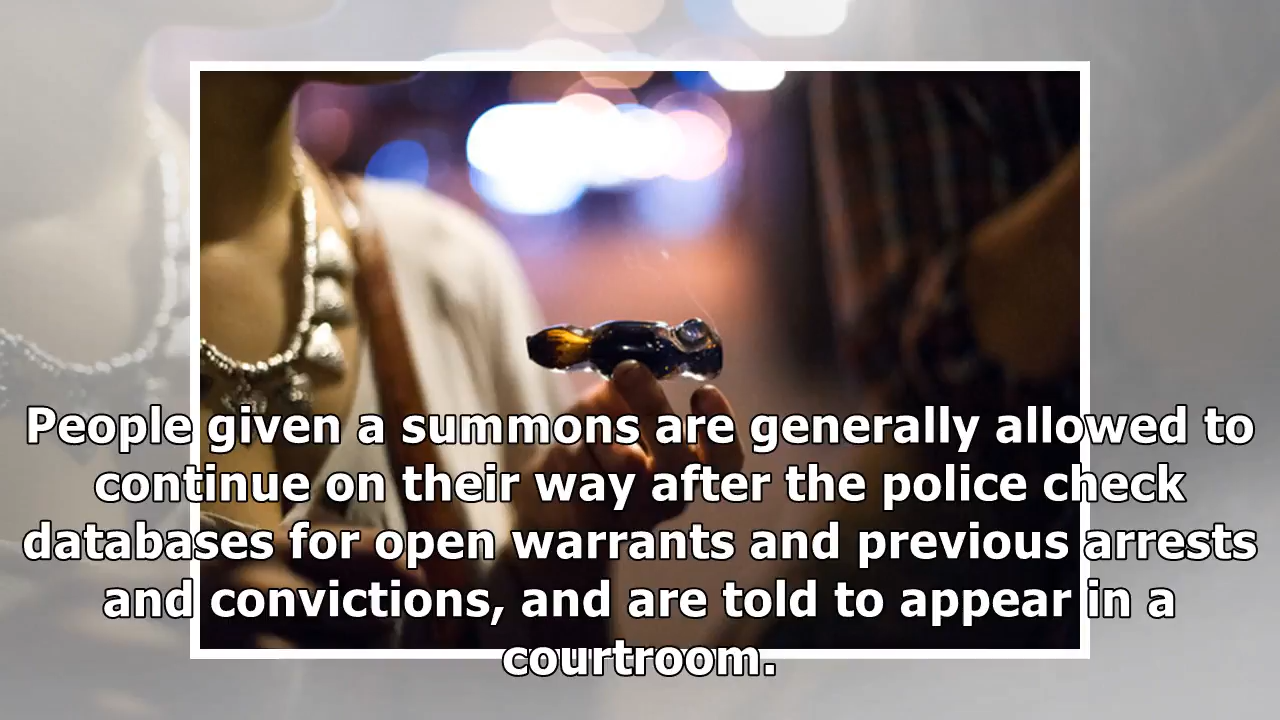 People given a summons are generally allowed to
continue on their way after the police check
databases for open warrants and previous arrests
and convictions, and are told to appear in a
courtroom.